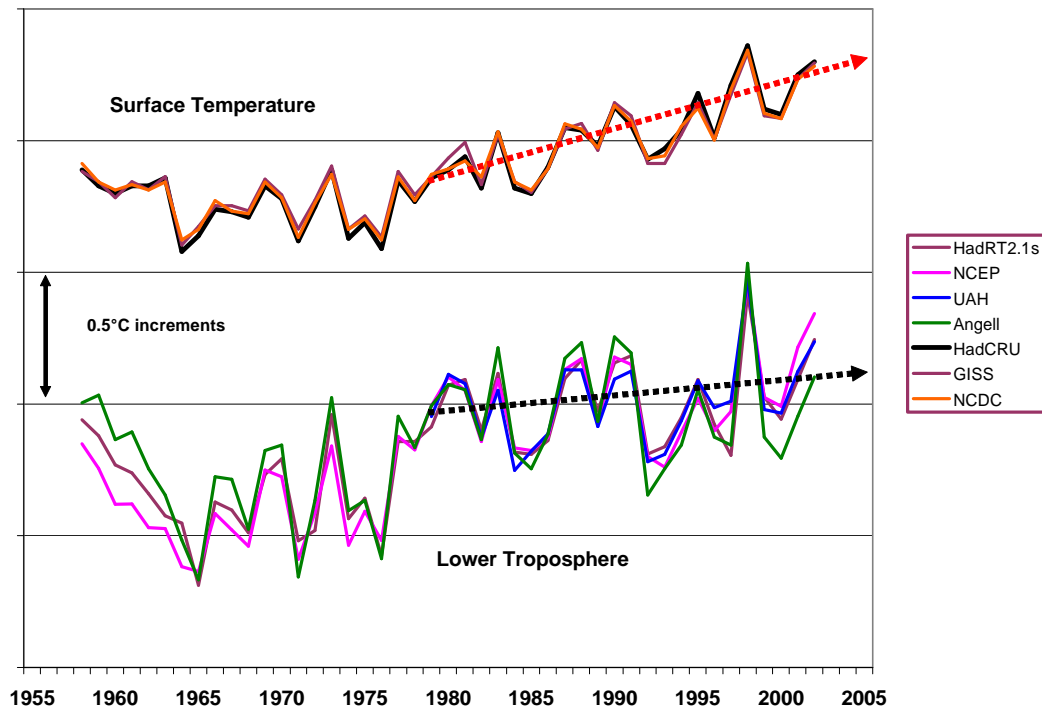 Surface Temperature
0.5°C increments
Lower Troposphere
HadRT2.1s
NCEP
UAH
Angell
HadCRU
GISS
NCDC
1955 1960 1965 1970 1975 1980 1985 1990 1995 2000 2005